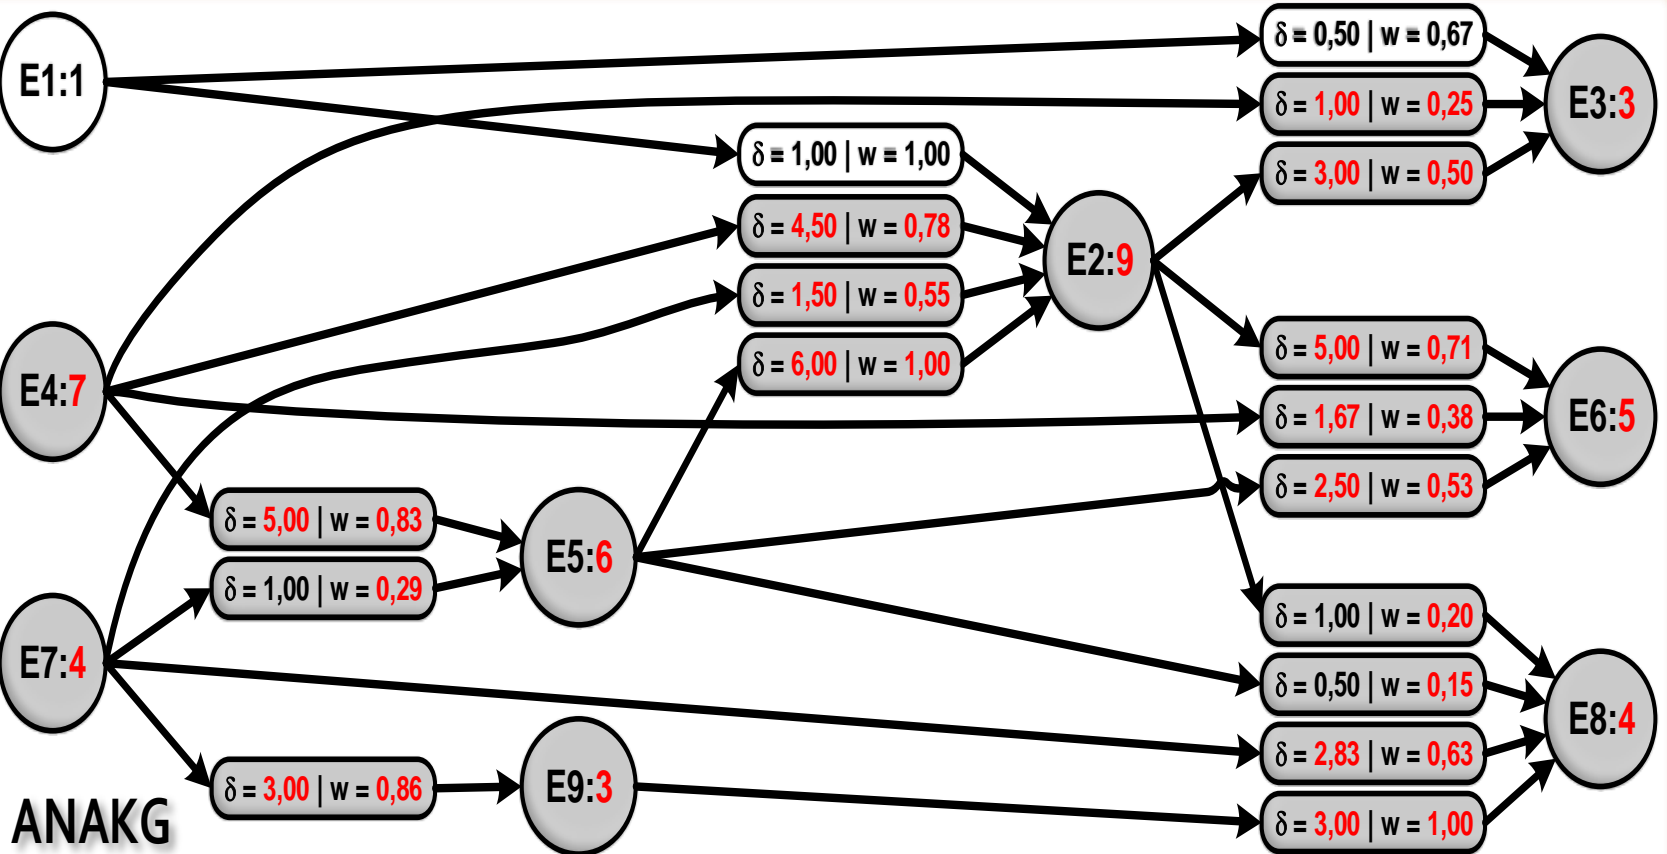 E1:1
δ = 0,50 | w = 0,67
δ = 1,00 | w = 0,25
δ = 3,00 | w = 0,50
E3:3
δ = 1,00 | w = 1,00
δ = 4,50 | w = 0,78
δ = 1,50 | w = 0,55
δ = 6,00 | w = 1,00
E2:9
E4:7
δ = 5,00 | w = 0,71
δ = 1,67 | w = 0,38
δ = 2,50 | w = 0,53
E6:5
δ = 5,00 | w = 0,83
δ = 1,00 | w = 0,29
E5:6
E7:4
δ = 1,00 | w = 0,20
δ = 0,50 | w = 0,15
δ = 2,83 | w = 0,63
δ = 3,00 | w = 1,00
E8:4
δ = 3,00 | w = 0,86
E9:3
ANAKG